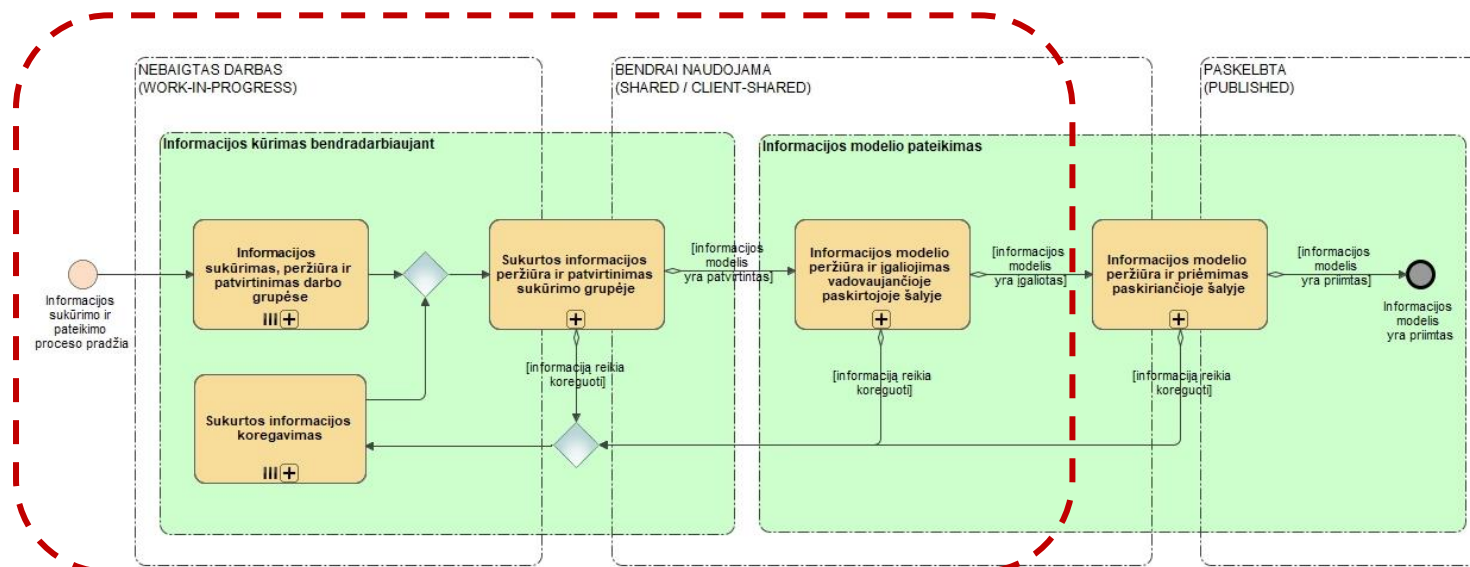 NEBAIGTAS DARBAS
(WORK-IN-PROGRESS)
BENDRAI NAUDOJAMA
(SHARED / CLIENT-SHARED)
PASKELBTA
(PUBLISHED)
Informacijos kūrimas bendradarbiaujant
Informacijos modelio pateikimas
Informacijos
sukūrimo ir
pateikimo
proceso pradžia
Informacijos
sukūrimas, peržiūra ir
patvirtinimas darbo
grupėse
Sukurtos informacijos
peržiūra ir patvirtinimas
sukūrimo grupėje
[informacijos
modelis
yra patvirtintas]
Informacijos modelio
peržiūra ir įgaliojimas
vadovaujančioje
paskirtojoje šalyje
[informacijos
modelis
yra įgaliotas]
Informacijos modelio
peržiūra ir priėmimas
paskiriančioje šalyje
[informacijos
modelis
yra priimtas]
Informacijos
modelis
yra priimtas
[informaciją reikia
koreguoti]
[informaciją reikia
koreguoti]
[informaciją reikia
koreguoti]
Sukurtos informacijos
koregavimas